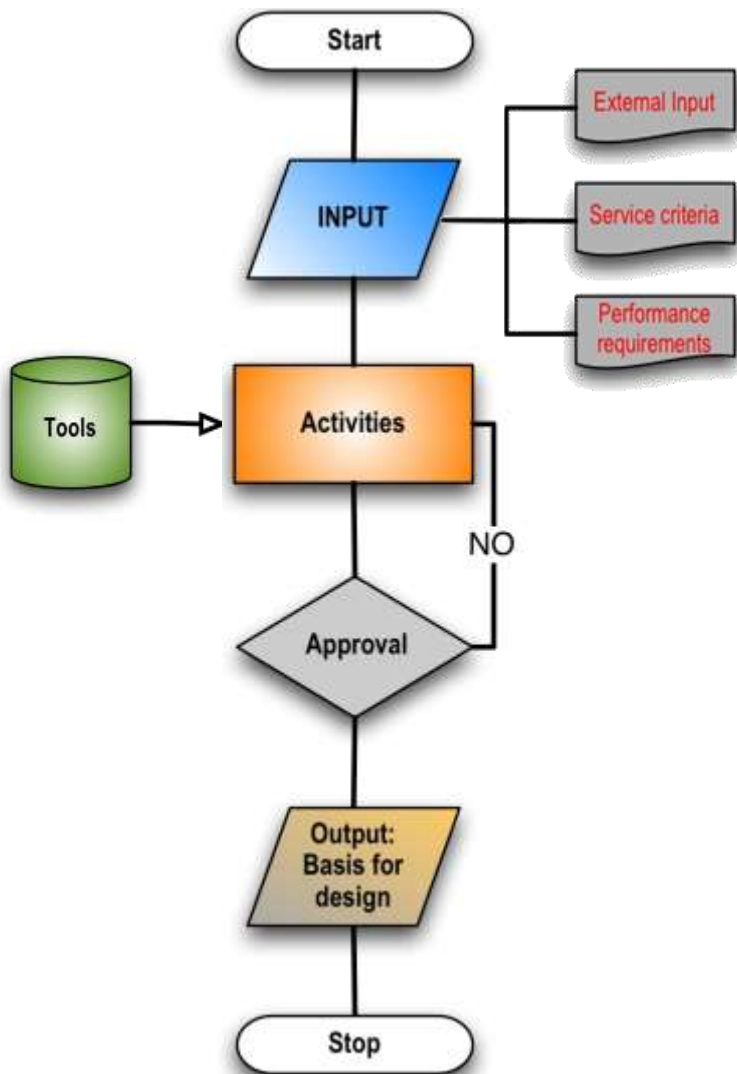 Start
External Input
INPUT
Service criteria
Performance
requirements
Tools
Activities
NO
Approval
Output:
Basis for
design
Stop